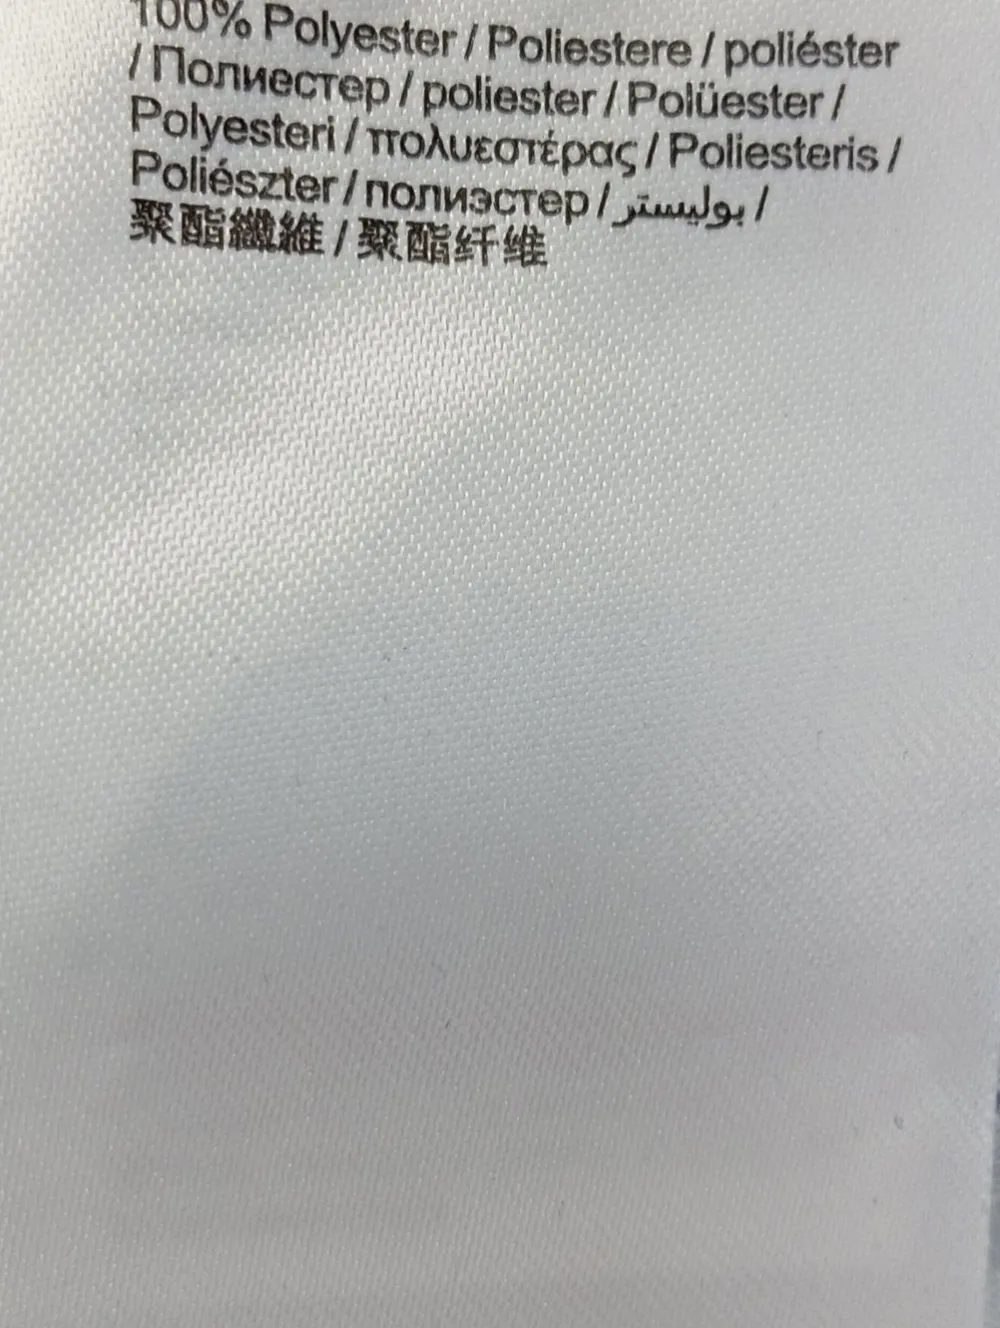 100% Polyester / Poliestere / poliéster
/ Полиестер / poliester / Polüester /
Polyesteri / πολυεστέρας / Poliesteris /
Poliészter / полиэстер / بوليستر /
聚酯纖維 / 聚酯纤维